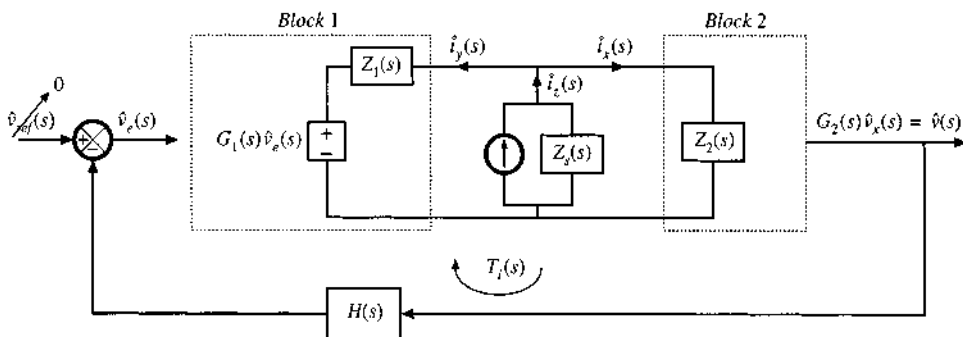 Block 1
Block 2
0
îy(s)
îx(s)
Z1(s)
îz(s)
v̂ref(s)
v̂e(s)
+
−
G1(s)v̂e(s)
+
−
Zs(s)
Z2(s)
G2(s)v̂x(s) = v̂(s)
Ti(s)
H(s)